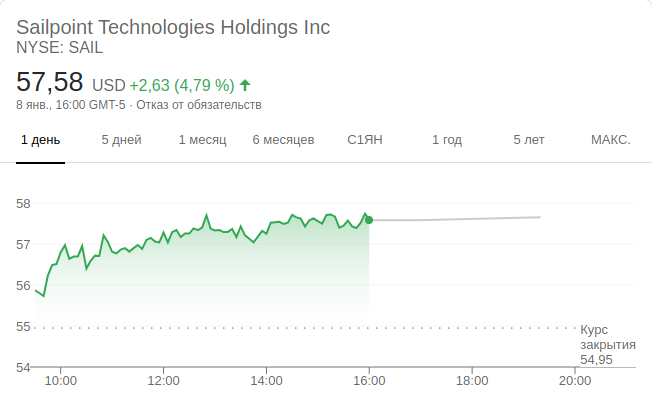 Sailpoint Technologies Holdings Inc
NYSE: SAIL
57,58 USD +2,63 (4,79 %)
8 янв., 16:00 GMT-5 · Отказ от обязательств
1 день 5 дней 1 месяц 6 месяцев С1ЯН 1 год 5 лет МАКС.
58
57
56
55
Курс
закрытия
54,95
54
10:00 12:00 14:00 16:00 18:00 20:00